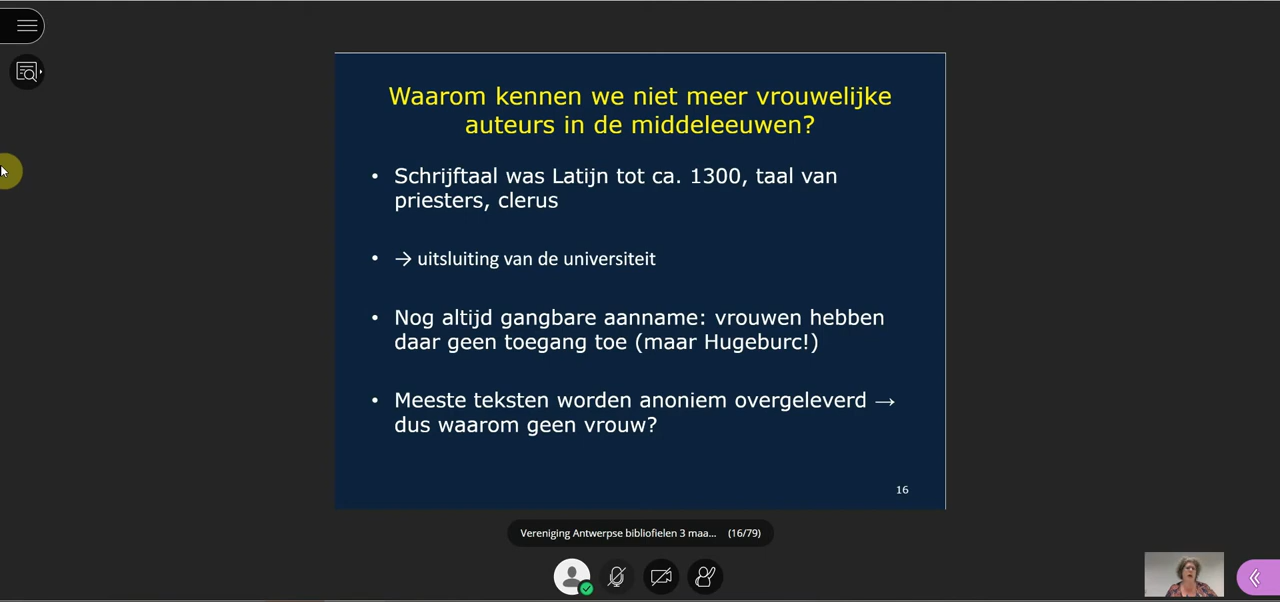 Waarom kennen we niet meer vrouwelijke
auteurs in de middeleeuwen?
• Schrijftaal was Latijn tot ca. 1300, taal van
priesters, clerus
• → uitsluiting van de universiteit
• Nog altijd gangbare aanname: vrouwen hebben
daar geen toegang toe (maar Hugeburc!)
• Meeste teksten worden anoniem overgeleverd →
dus waarom geen vrouw?
16
Vereniging Antwerpse bibliofielen 3 maa... (16/79)